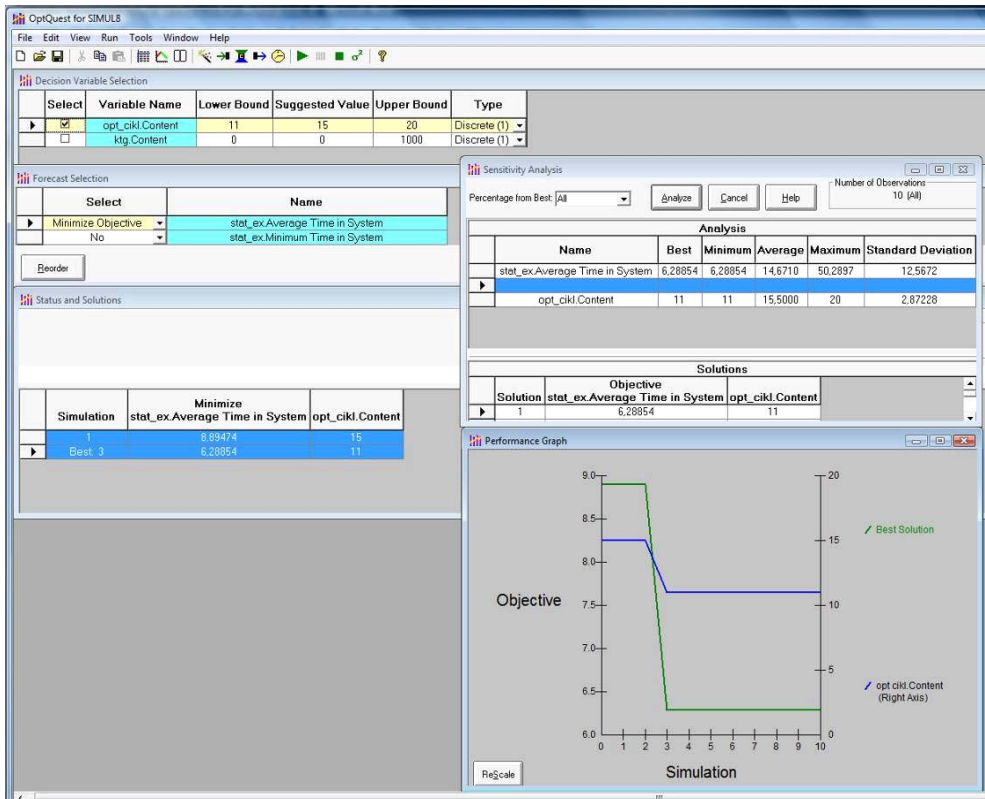 OptQuest for SIMUL8
File Edit View Run Tools Window Help
Decision Variable Selection
Select Variable Name Lower Bound Suggested Value Upper Bound Type
opt_cikl.Content 11 15 20 Discrete (1)
ktg.Content 0 0 1000 Discrete (1)
Forecast Selection
Select Name
Minimize Objective stat_ex.Average Time in System
No stat_ex.Minimum Time in System
Reorder
Status and Solutions
Minimize
Simulation stat_ex.Average Time in System opt_cikl.Content
1 8,89474 15
Best: 3 6,28854 11
Sensitivity Analysis
Percentage from Best: All Analyze Cancel Help
Number of Observations
10 (All)
Analysis
Name Best Minimum Average Maximum Standard Deviation
stat_ex.Average Time in System 6,28854 6,28854 14,6710 50,2897 12,5672
opt_cikl.Content 11 11 15,5000 20 2,87228
Solutions
Objective
Solution stat_ex.Average Time in System opt_cikl.Content
1 6,28854 11
Performance Graph
9.0 20
8.5
Best Solution
15
8.0
Objective
7.5 10
7.0
5
6.5
opt cikl.Content
(Right Axis)
6.0 0
0 1 2 3 4 5 6 7 8 9 10
Simulation
ReScale